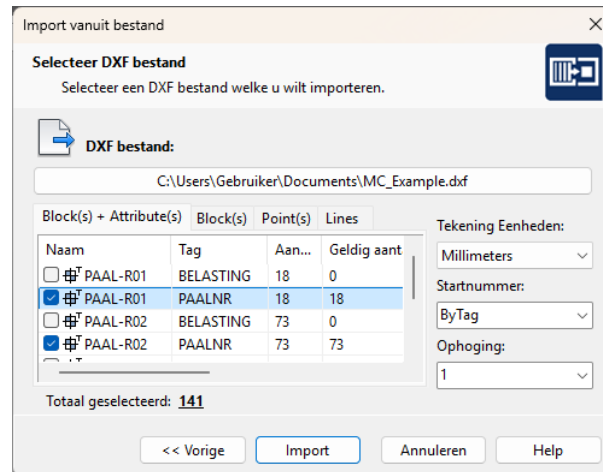 Import vanuit bestand
Selecteer DXF bestand
Selecteer een DXF bestand welke u wilt importeren.
DXF bestand:
C:\Users\Gebruiker\Documents\MC_Example.dxf
Block(s) + Attribute(s) Block(s) Point(s) Lines
Naam Tag Aan... Geldig aant
PAAL-R01 BELASTING 18 0
PAAL-R01 PAALNR 18 18
PAAL-R02 BELASTING 73 0
PAAL-R02 PAALNR 73 73
Tekening Eenheden:
Millimeters
Startnummer:
ByTag
Ophoging:
1
Totaal geselecteerd: 141
<< Vorige Import Annuleren Help